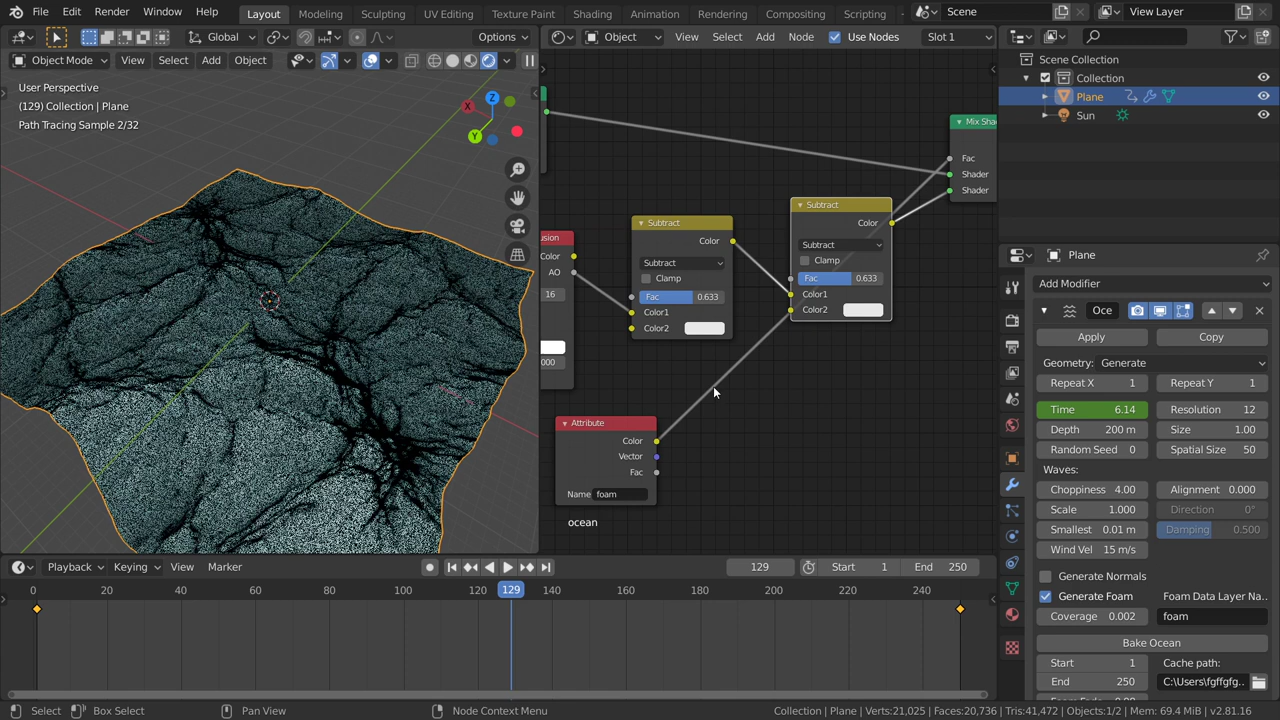 File Edit Render Window Help Layout Modeling Sculpting UV Editing Texture Paint Shading Animation Rendering Compositing Scripting Scene View Layer
Global Options
Object View Select Add Node Use Nodes Slot 1
Object Mode View Select Add Object
User Perspective
(129) Collection | Plane
Path Tracing Sample 2/32
X
Z
Y
Mix Sha
Fac
Shader
Shader
usion
Color
AO
16
000
Subtract
Color
Subtract
Clamp
Fac 0.633
Color1
Color2
Subtract
Color
Subtract
Clamp
Fac 0.633
Color1
Color2
Attribute
Color
Vector
Fac
Name foam
ocean
Scene Collection
Collection
Plane
Sun
Plane
Add Modifier
Oce
Apply Copy
Geometry: Generate
Repeat X 1 Repeat Y 1
Time 6.14 Resolution 12
Depth 200 m Size 1.00
Random Seed 0 Spatial Size 50
Waves:
Choppiness 4.00 Alignment 0.000
Scale 1.000 Direction 0°
Smallest 0.01 m Damping 0.500
Wind Vel 15 m/s
Generate Normals
Generate Foam Foam Data Layer Na..
Coverage 0.002 foam
Bake Ocean
Start 1 Cache path:
End 250 C:\Users\fgffgfg..
Playback Keying View Marker 129 Start 1 End 250
0 20 40 60 80 100 120 129 140 160 180 200 220 240
Select Box Select Pan View Node Context Menu Collection | Plane | Verts:21,025 | Faces:20,736 | Tris:41,472 | Objects:1/2 | Mem: 69.4 MiB | v2.81.16